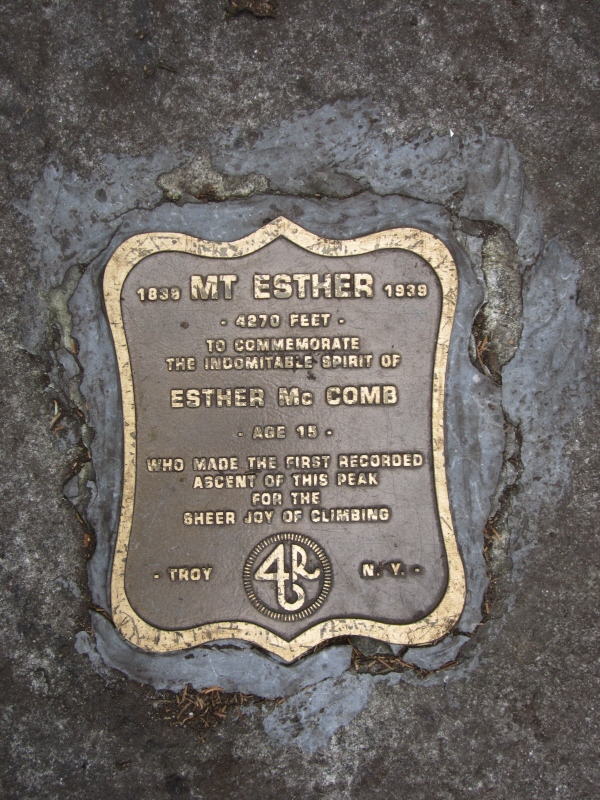 1839 MT ESTHER 1939
- 4270 FEET -
TO COMMEMORATE
THE INDOMITABLE SPIRIT OF
ESTHER Mc COMB
- AGE 15 -
WHO MADE THE FIRST RECORDED
ASCENT OF THIS PEAK
FOR THE
SHEER JOY OF CLIMBING
- TROY 46R N.Y. -